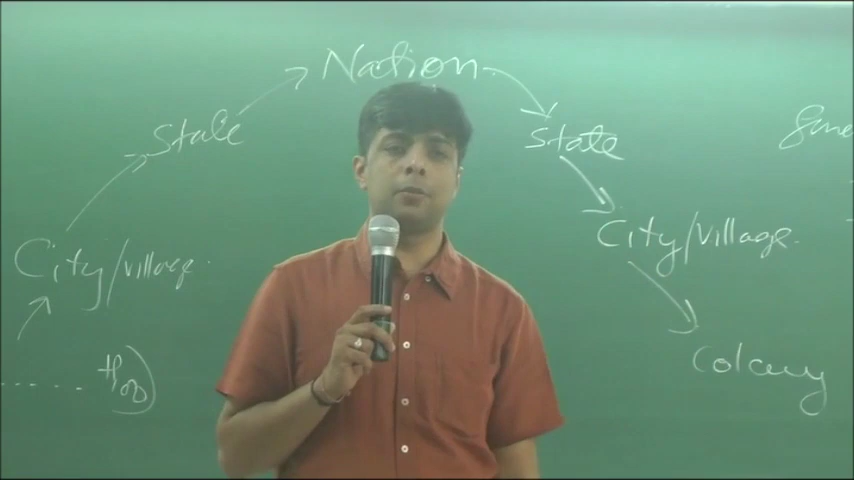 Nation
State
State
City/village.
City/village.
Colony